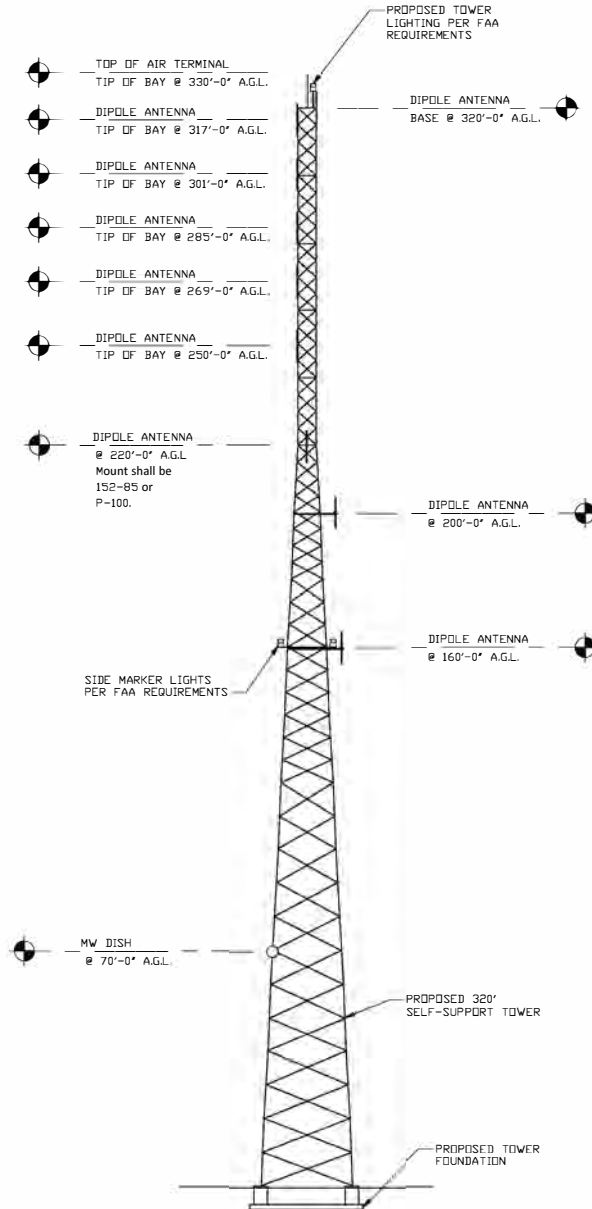 PROPOSED TOWER
LIGHTING PER FAA
REQUIREMENTS
TOP OF AIR TERMINAL
TIP OF BAY @ 330'-0" A.G.L.
DIPOLE ANTENNA
BASE @ 320'-0" A.G.L.
DIPOLE ANTENNA
TIP OF BAY @ 317'-0" A.G.L.
DIPOLE ANTENNA
TIP OF BAY @ 301'-0" A.G.L.
DIPOLE ANTENNA
TIP OF BAY @ 285'-0" A.G.L.
DIPOLE ANTENNA
TIP OF BAY @ 269'-0" A.G.L.
DIPOLE ANTENNA
TIP OF BAY @ 250'-0" A.G.L.
DIPOLE ANTENNA
@ 220'-0" A.G.L
Mount shall be
152-85 or
P-100.
DIPOLE ANTENNA
@ 200'-0" A.G.L.
DIPOLE ANTENNA
@ 160'-0" A.G.L.
SIDE MARKER LIGHTS
PER FAA REQUIREMENTS
MW DISH
@ 70'-0" A.G.L.
PROPOSED 320'
SELF-SUPPORT TOWER
PROPOSED TOWER
FOUNDATION